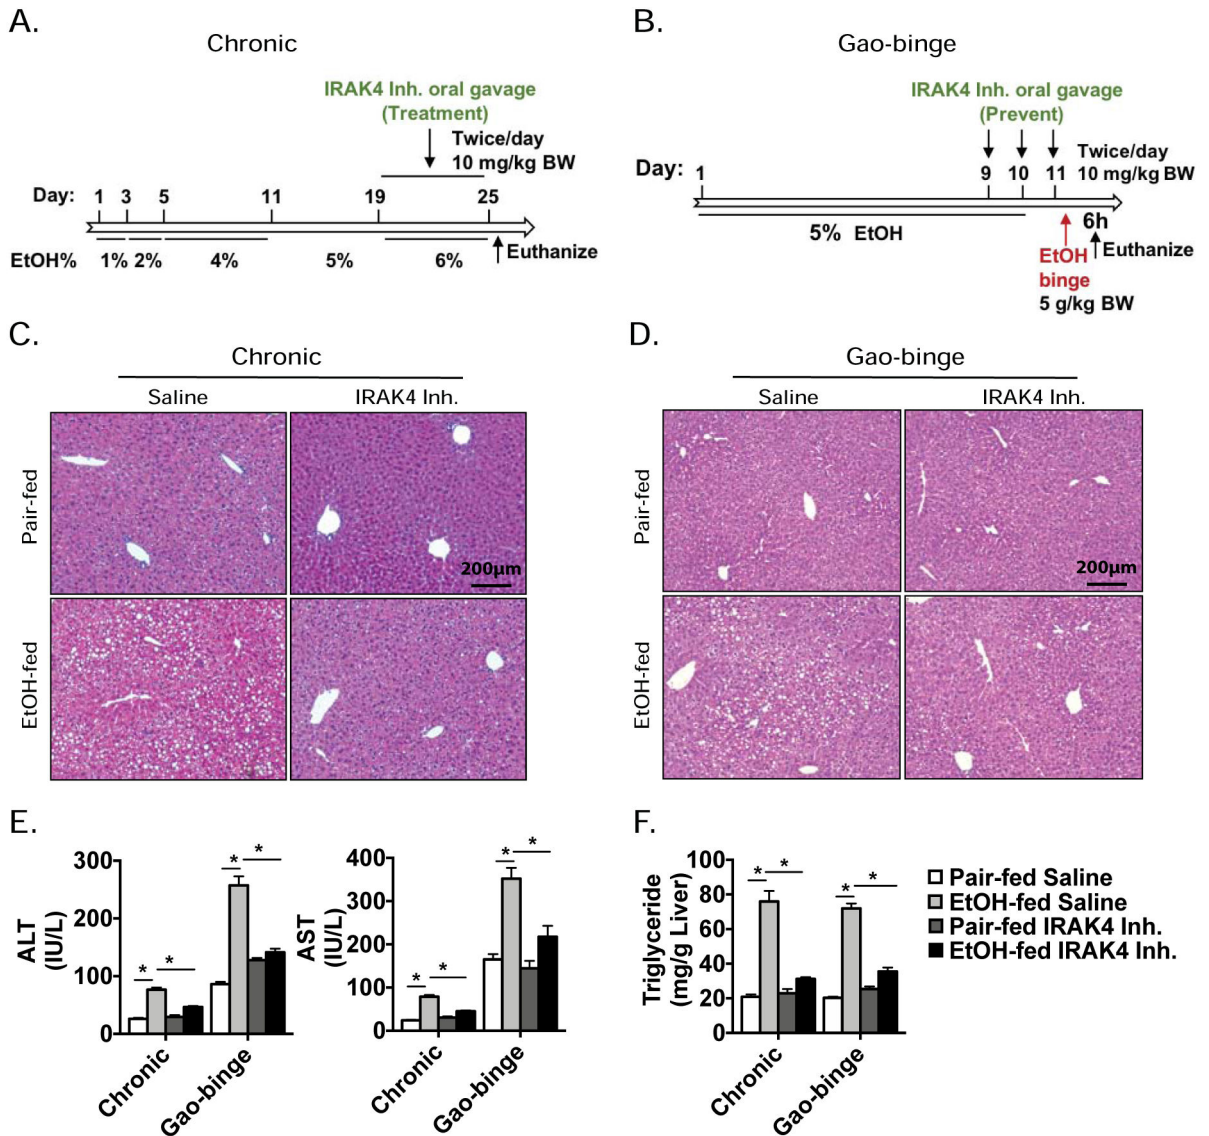 A.
Chronic
IRAK4 Inh. oral gavage
(Treatment)
Twice/day
10 mg/kg BW
Day: 1 3 5 11 19 25
EtOH% 1% 2% 4% 5% 6%
Euthanize
B.
Gao-binge
IRAK4 Inh. oral gavage
(Prevent)
Twice/day
10 mg/kg BW
Day: 1 9 10 11
5% EtOH
6h
Euthanize
EtOH
binge
5 g/kg BW
C.
Chronic
Saline IRAK4 Inh.
Pair-fed
200μm
EtOH-fed
D.
Gao-binge
Saline IRAK4 Inh.
Pair-fed
200μm
EtOH-fed
E.
ALT
(IU/L)
300
200
100
0
* *
* *
Chronic
Gao-binge
AST
(IU/L)
400
300
200
100
0
* *
* *
Chronic
Gao-binge
F.
Triglyceride
(mg/g Liver)
100
80
60
40
20
0
* *
* *
Chronic
Gao-binge
Pair-fed Saline
EtOH-fed Saline
Pair-fed IRAK4 Inh.
EtOH-fed IRAK4 Inh.